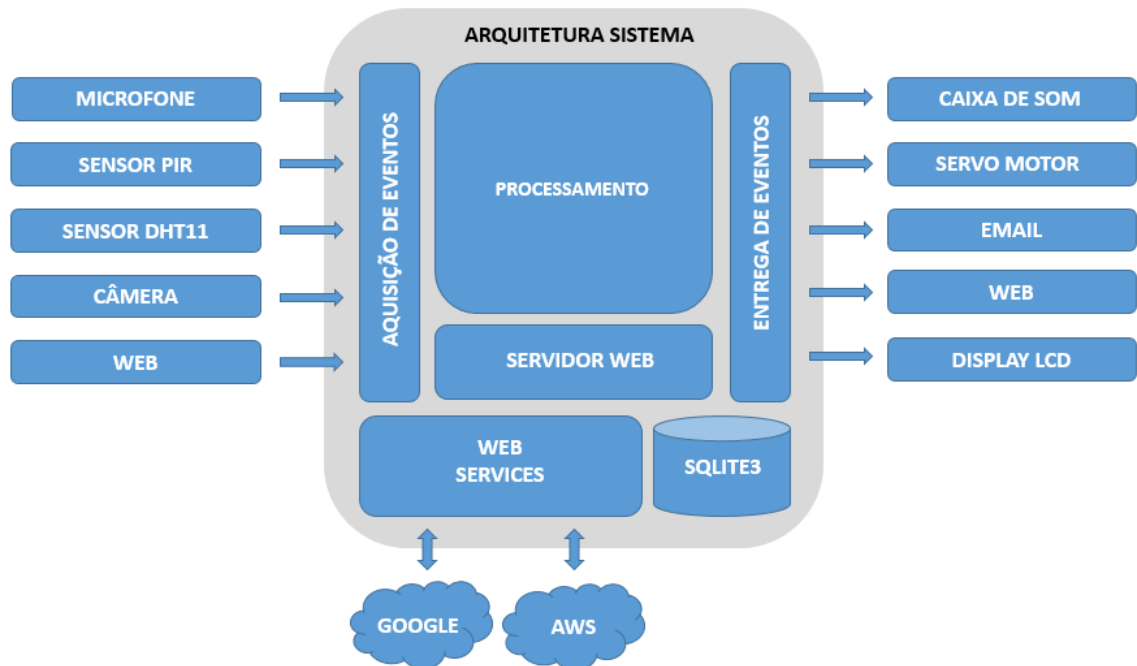 ARQUITETURA SISTEMA
MICROFONE
SENSOR PIR
SENSOR DHT11
CÂMERA
WEB
AQUISIÇÃO DE EVENTOS
PROCESSAMENTO
SERVIDOR WEB
ENTREGA DE EVENTOS
WEB
SERVICES
SQLITE3
CAIXA DE SOM
SERVO MOTOR
EMAIL
WEB
DISPLAY LCD
GOOGLE
AWS